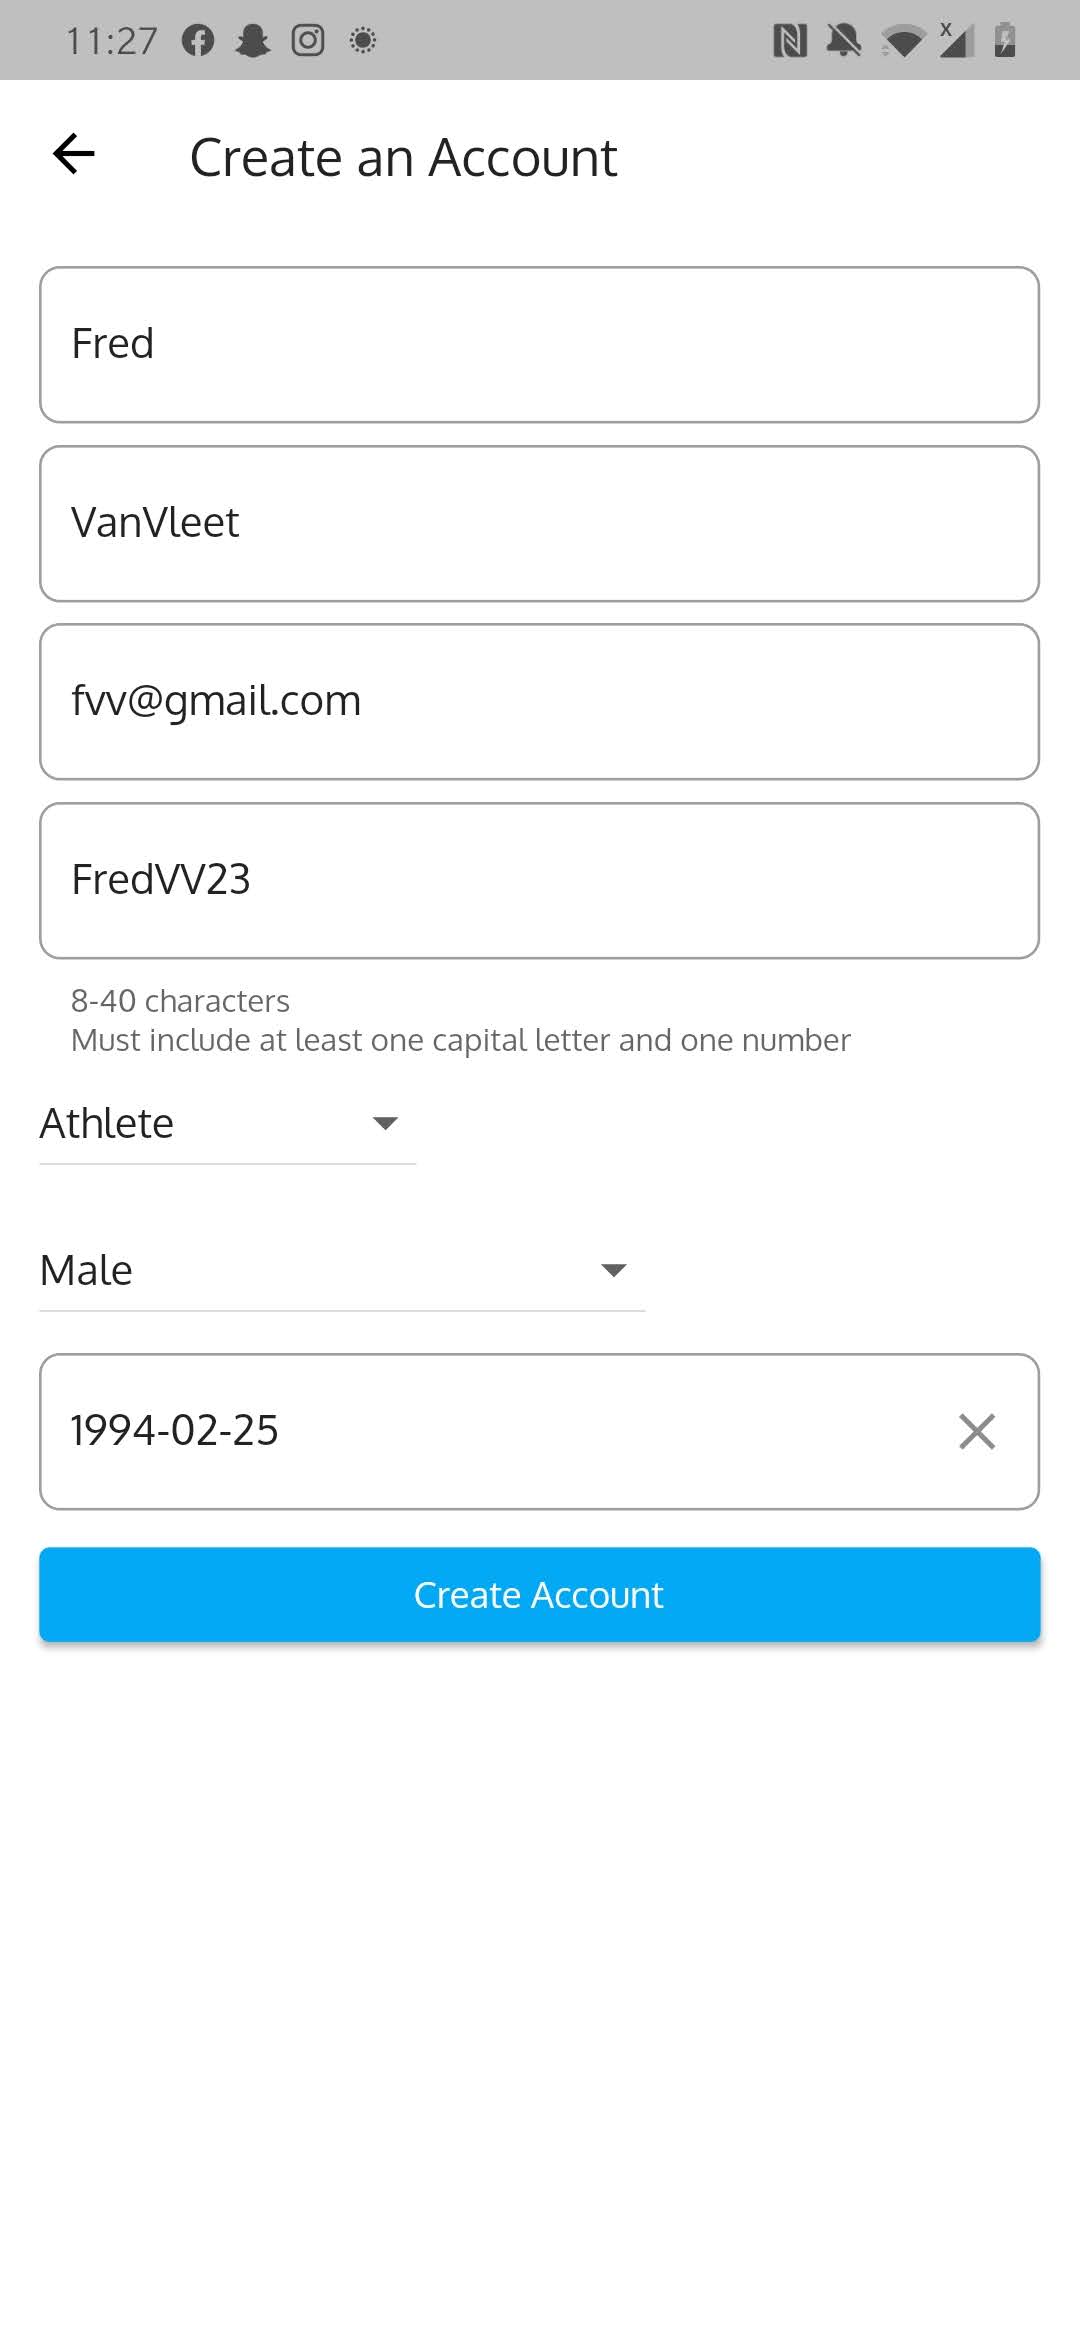 11:27
Create an Account
Fred
VanVleet
fvv@gmail.com
FredVV23
8-40 characters
Must include at least one capital letter and one number
Athlete
Male
1994-02-25
Create Account